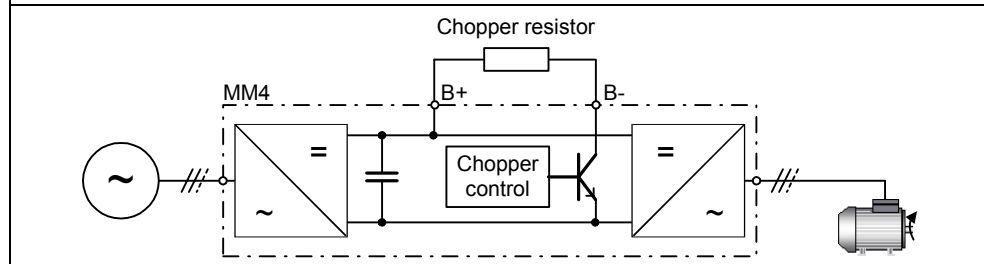 Chopper resistor
MM4
B+
B-
=
~
~
Chopper
control
=
~